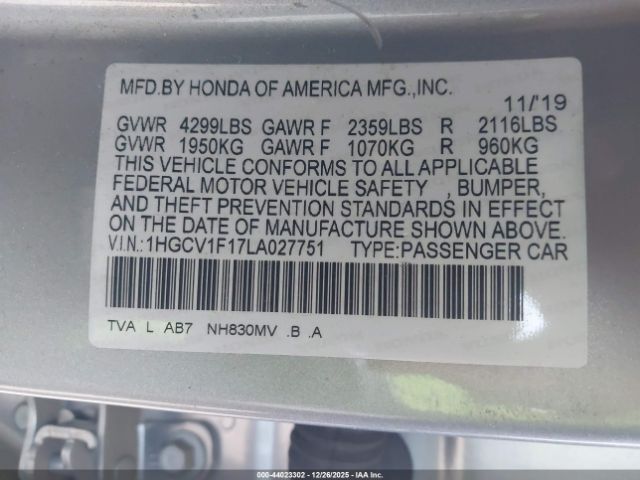 MFD.BY HONDA OF AMERICA MFG.,INC.
11/'19
GVWR 4299LBS GAWR F 2359LBS R 2116LBS
GVWR 1950KG GAWR F 1070KG R 960KG
THIS VEHICLE CONFORMS TO ALL APPLICABLE
FEDERAL MOTOR VEHICLE SAFETY , BUMPER,
AND THEFT PREVENTION STANDARDS IN EFFECT
ON THE DATE OF MANUFACTURE SHOWN ABOVE.
V.I.N.:1HGCV1F17LA027751 TYPE:PASSENGER CAR
TVA L AB7 NH830MV .B .A
000-44023302 - 12/26/2025 - IAA Inc.